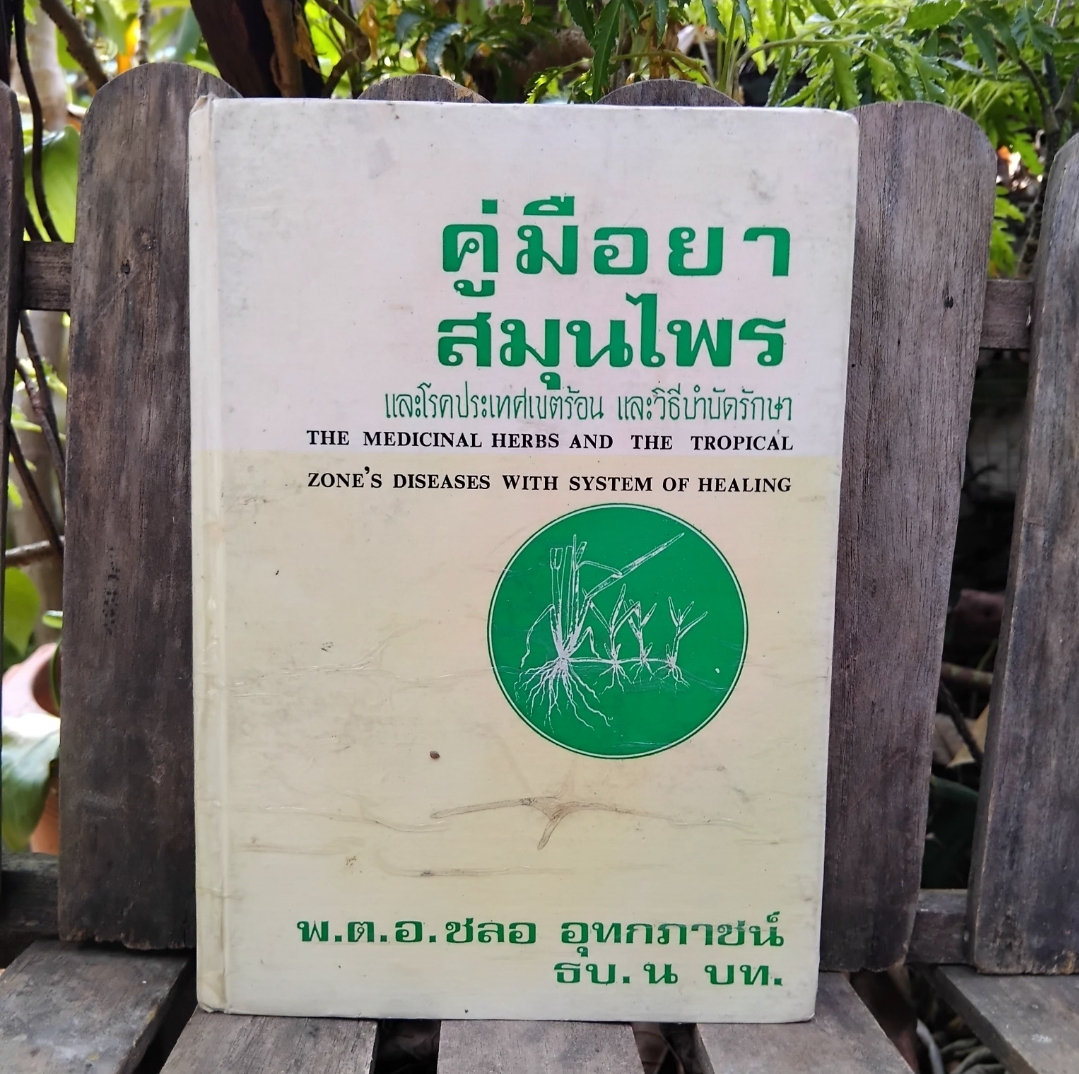 คู่มือยา
สมุนไพร
และโรคประเทศเขตร้อน และวิธีบำบัดรักษา
THE MEDICINAL HERBS AND THE TROPICAL
ZONE'S DISEASES WITH SYSTEM OF HEALING
พ.ต.อ.ชลอ อุทกภาชน์
ธบ.น บท.